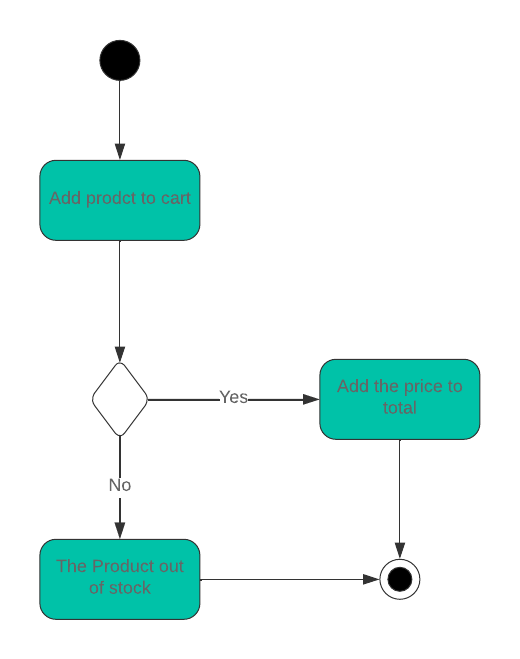 Add prodct to cart
Yes
Add the price to
total
No
The Product out
of stock